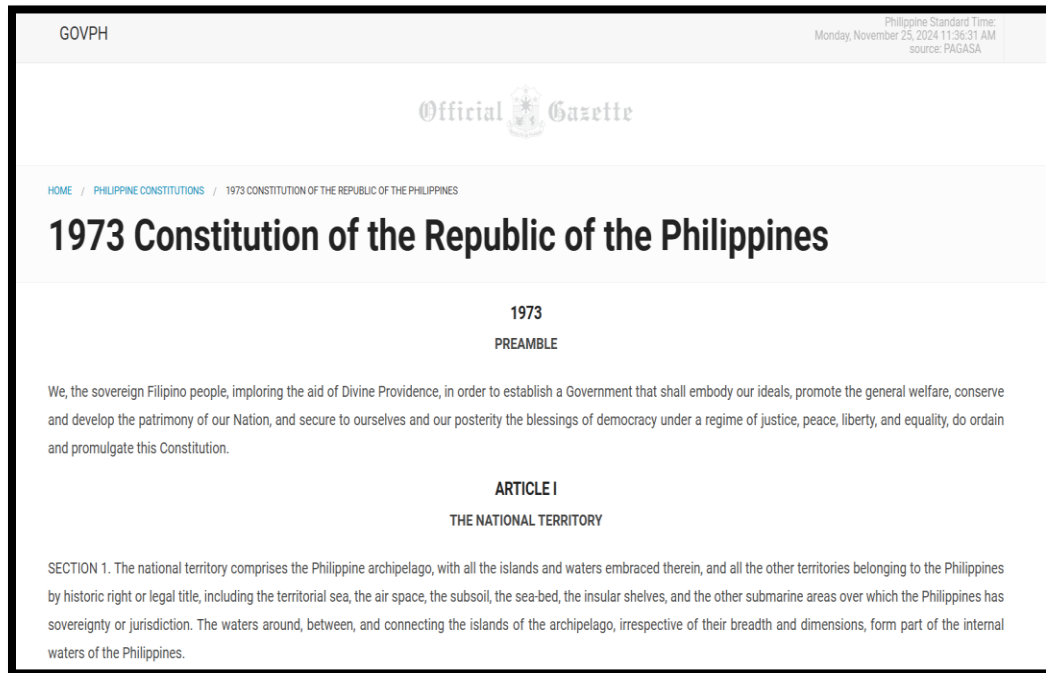 GOVPH
Philippine Standard Time:
Monday, November 25, 2024 11:36:31 AM
source: PAGASA
Official Gazette
HOME / PHILIPPINE CONSTITUTIONS / 1973 CONSTITUTION OF THE REPUBLIC OF THE PHILIPPINES
1973 Constitution of the Republic of the Philippines
1973
PREAMBLE
We, the sovereign Filipino people, imploring the aid of Divine Providence, in order to establish a Government that shall embody our ideals, promote the general welfare, conserve
and develop the patrimony of our Nation, and secure to ourselves and our posterity the blessings of democracy under a regime of justice, peace, liberty, and equality, do ordain
and promulgate this Constitution.
ARTICLE I
THE NATIONAL TERRITORY
SECTION 1. The national territory comprises the Philippine archipelago, with all the islands and waters embraced therein, and all the other territories belonging to the Philippines
by historic right or legal title, including the territorial sea, the air space, the subsoil, the sea-bed, the insular shelves, and the other submarine areas over which the Philippines has
sovereignty or jurisdiction. The waters around, between, and connecting the islands of the archipelago, irrespective of their breadth and dimensions, form part of the internal
waters of the Philippines.